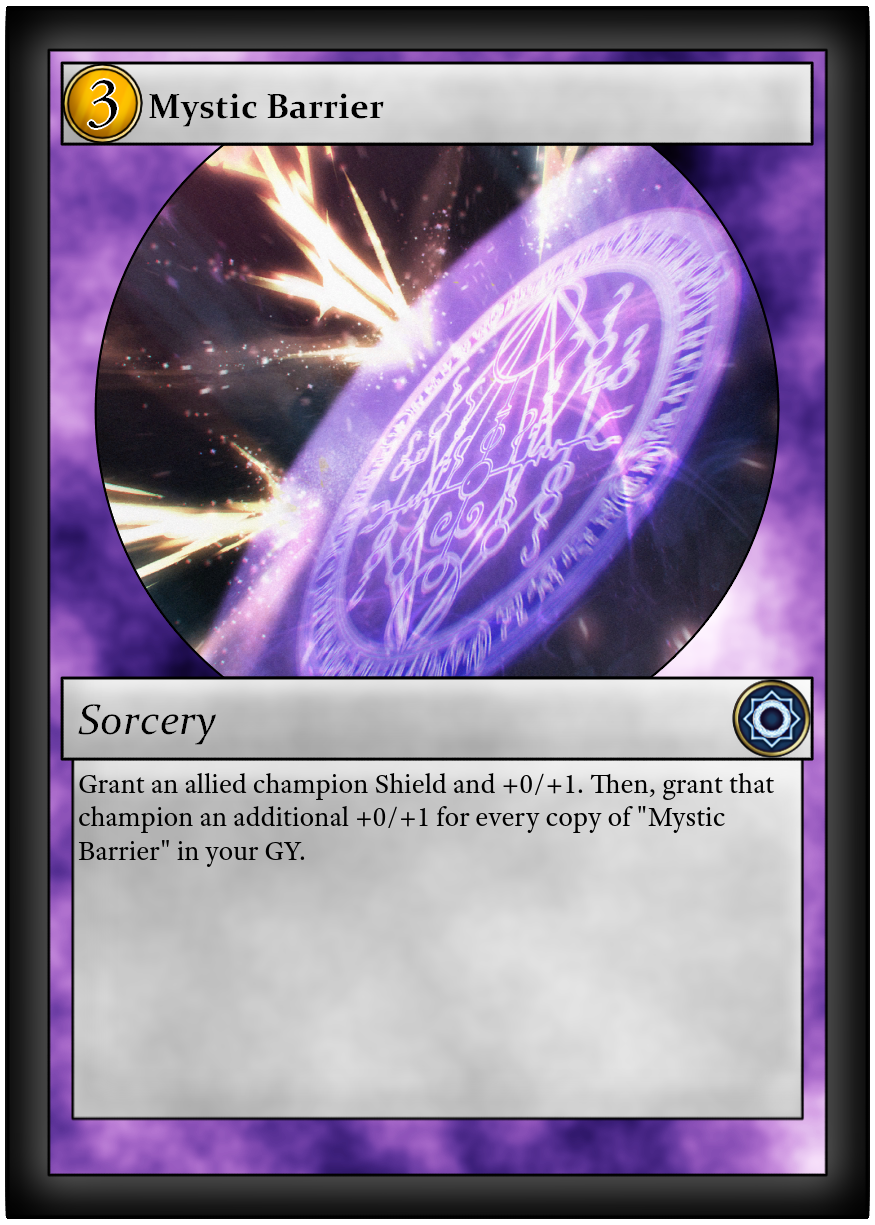 3 Mystic Barrier
Sorcery
Grant an allied champion Shield and +0/+1. Then, grant that
champion an additional +0/+1 for every copy of "Mystic
Barrier" in your GY.